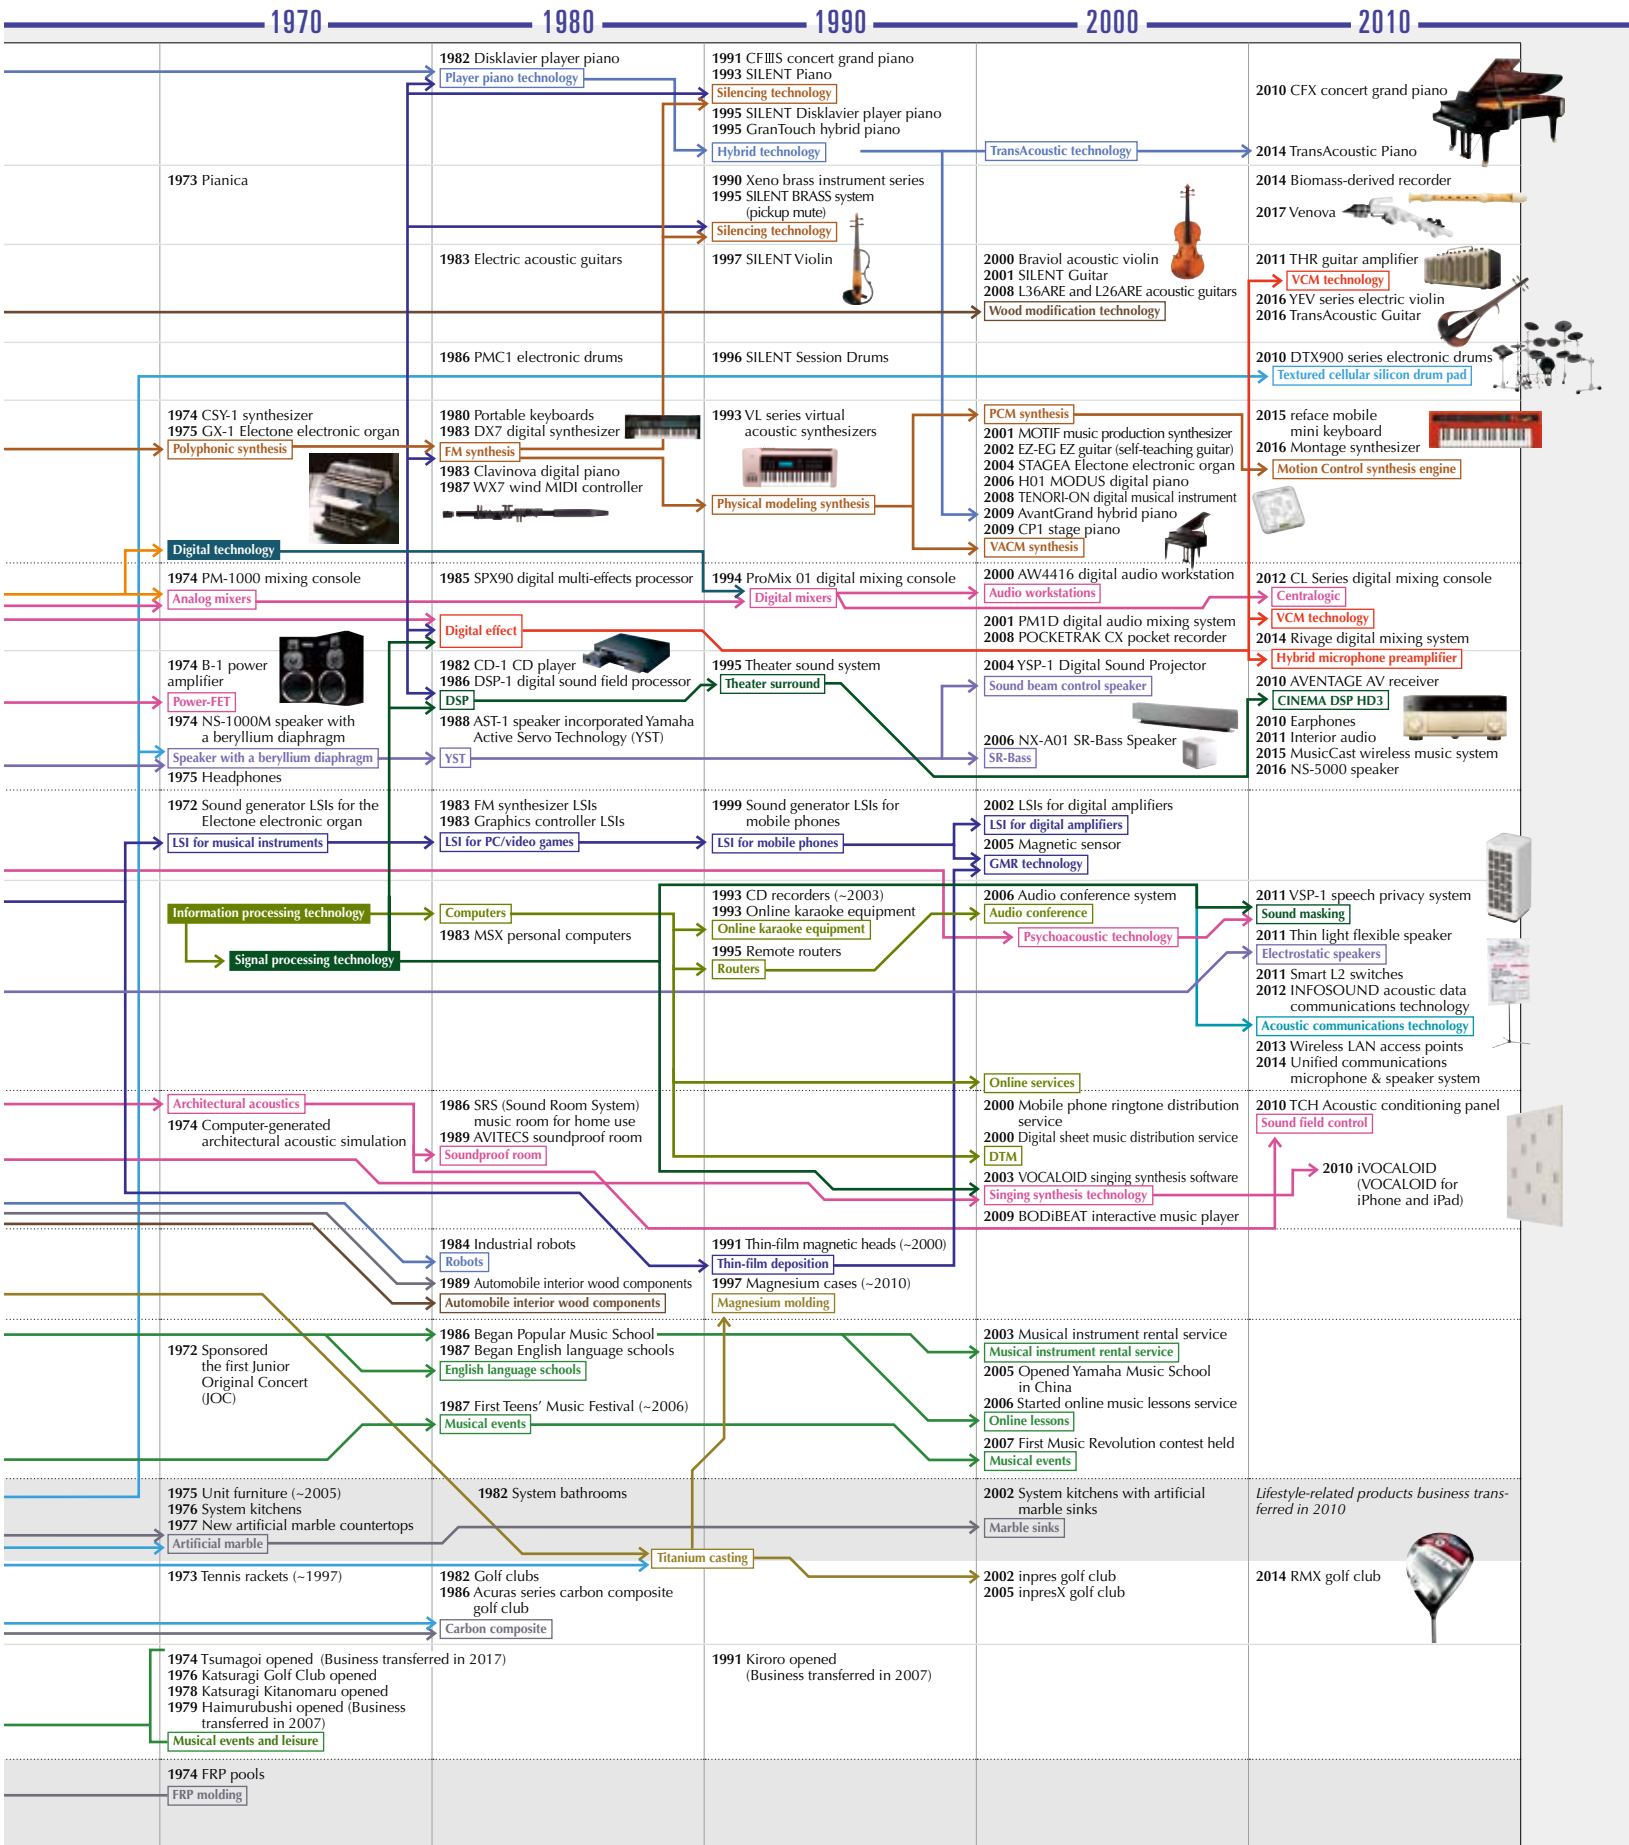 1970
1980
1990
2000
2010
1982 Disklavier player piano
Player piano technology
1991 CFIIIS concert grand piano
1993 SILENT Piano
Silencing technology
1995 SILENT Disklavier player piano
1995 GranTouch hybrid piano
Hybrid technology
TransAcoustic technology
2010 CFX concert grand piano
2014 TransAcoustic Piano
1973 Pianica
1990 Xeno brass instrument series
1995 SILENT BRASS system
(pickup mute)
Silencing technology
2014 Biomass-derived recorder
2017 Venova
1983 Electric acoustic guitars
1997 SILENT Violin
2000 Braviol acoustic violin
2001 SILENT Guitar
2008 L36ARE and L26ARE acoustic guitars
Wood modification technology
2011 THR guitar amplifier
VCM technology
2016 YEV series electric violin
2016 TransAcoustic Guitar
1986 PMC1 electronic drums
1996 SILENT Session Drums
2010 DTX900 series electronic drums
Textured cellular silicon drum pad
1974 CSY-1 synthesizer
1975 GX-1 Electone electronic organ
Polyphonic synthesis
Digital technology
1980 Portable keyboards
1983 DX7 digital synthesizer
FM synthesis
1983 Clavinova digital piano
1987 WX7 wind MIDI controller
1993 VL series virtual
acoustic synthesizers
Physical modeling synthesis
PCM synthesis
2001 MOTIF music production synthesizer
2002 EZ-EG EZ guitar (self-teaching guitar)
2004 STAGEA Electone electronic organ
2006 H01 MODUS digital piano
2008 TENORI-ON digital musical instrument
2009 AvantGrand hybrid piano
2009 CP1 stage piano
VACM synthesis
2015 reface mobile
mini keyboard
2016 Montage synthesizer
Motion Control synthesis engine
1974 PM-1000 mixing console
Analog mixers
1985 SPX90 digital multi-effects processor
Digital effect
1994 ProMix 01 digital mixing console
Digital mixers
2000 AW4416 digital audio workstation
Audio workstations
2001 PM1D digital audio mixing system
2008 POCKETRAK CX pocket recorder
2012 CL Series digital mixing console
Centralogic
VCM technology
2014 Rivage digital mixing system
Hybrid microphone preamplifier
1974 B-1 power
amplifier
Power-FET
1974 NS-1000M speaker with
a beryllium diaphragm
Speaker with a beryllium diaphragm
1975 Headphones
1982 CD-1 CD player
1986 DSP-1 digital sound field processor
DSP
1988 AST-1 speaker incorporated Yamaha
Active Servo Technology (YST)
YST
1995 Theater sound system
Theater surround
2004 YSP-1 Digital Sound Projector
Sound beam control speaker
2006 NX-A01 SR-Bass Speaker
SR-Bass
2010 AVENTAGE AV receiver
CINEMA DSP HD3
2010 Earphones
2011 Interior audio
2015 MusicCast wireless music system
2016 NS-5000 speaker
1972 Sound generator LSIs for the
Electone electronic organ
LSI for musical instruments
1983 FM synthesizer LSIs
1983 Graphics controller LSIs
LSI for PC/video games
1999 Sound generator LSIs for
mobile phones
LSI for mobile phones
2002 LSIs for digital amplifiers
LSI for digital amplifiers
2005 Magnetic sensor
GMR technology
Information processing technology
Signal processing technology
Computers
1983 MSX personal computers
1993 CD recorders (~2003)
1993 Online karaoke equipment
Online karaoke equipment
1995 Remote routers
Routers
2006 Audio conference system
Audio conference
Psychoacoustic technology
Online services
2011 VSP-1 speech privacy system
Sound masking
2011 Thin light flexible speaker
Electrostatic speakers
2011 Smart L2 switches
2012 INFOSOUND acoustic data
communications technology
Acoustic communications technology
2013 Wireless LAN access points
2014 Unified communications
microphone & speaker system
Architectural acoustics
1974 Computer-generated
architectural acoustic simulation
1986 SRS (Sound Room System)
music room for home use
1989 AVITECS soundproof room
Soundproof room
2000 Mobile phone ringtone distribution
service
2000 Digital sheet music distribution service
DTM
2003 VOCALOID singing synthesis software
Singing synthesis technology
2009 BODiBEAT interactive music player
2010 TCH Acoustic conditioning panel
Sound field control
2010 iVOCALOID
(VOCALOID for
iPhone and iPad)
1984 Industrial robots
Robots
1989 Automobile interior wood components
Automobile interior wood components
1991 Thin-film magnetic heads (~2000)
Thin-film deposition
1997 Magnesium cases (~2010)
Magnesium molding
1972 Sponsored
the first Junior
Original Concert
(JOC)
1986 Began Popular Music School
1987 Began English language schools
English language schools
1987 First Teens' Music Festival (~2006)
Musical events
2003 Musical instrument rental service
Musical instrument rental service
2005 Opened Yamaha Music School
in China
2006 Started online music lessons service
Online lessons
2007 First Music Revolution contest held
Musical events
1975 Unit furniture (~2005)
1976 System kitchens
1977 New artificial marble countertops
Artificial marble
1982 System bathrooms
2002 System kitchens with artificial
marble sinks
Marble sinks
Lifestyle-related products business trans-
ferred in 2010
Titanium casting
1973 Tennis rackets (~1997)
1982 Golf clubs
1986 Acuras series carbon composite
golf club
Carbon composite
2002 inpres golf club
2005 inpresX golf club
2014 RMX golf club
1974 Tsumagoi opened (Business transferred in 2017)
1976 Katsuragi Golf Club opened
1978 Katsuragi Kitanomaru opened
1979 Haimurubushi opened (Business
transferred in 2007)
Musical events and leisure
1991 Kiroro opened
(Business transferred in 2007)
1974 FRP pools
FRP molding